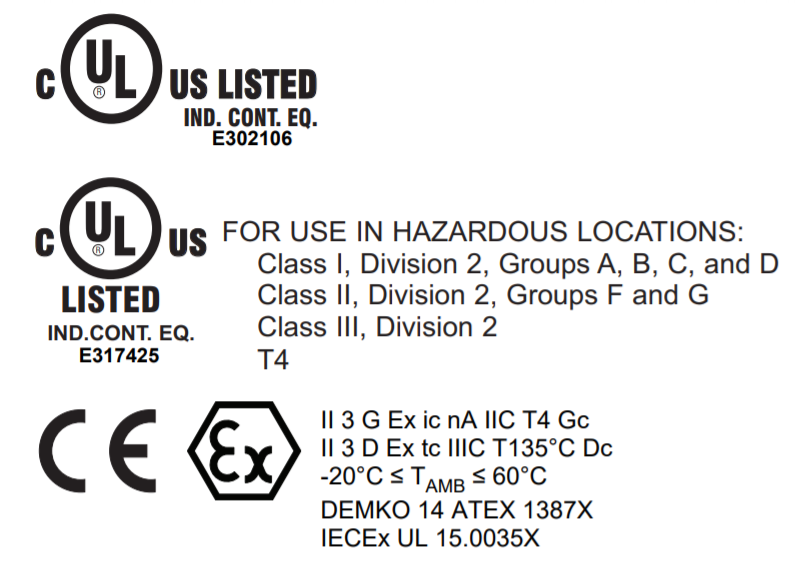 C UL® US LISTED
IND. CONT. EQ.
E302106
C UL® US
LISTED
IND.CONT. EQ.
E317425
FOR USE IN HAZARDOUS LOCATIONS:
Class I, Division 2, Groups A, B, C, and D
Class II, Division 2, Groups F and G
Class III, Division 2
T4
CE
Ex
II 3 G Ex ic nA IIC T4 Gc
II 3 D Ex tc IIIC T135°C Dc
-20°C ≤ TAMB ≤ 60°C
DEMKO 14 ATEX 1387X
IECEx UL 15.0035X